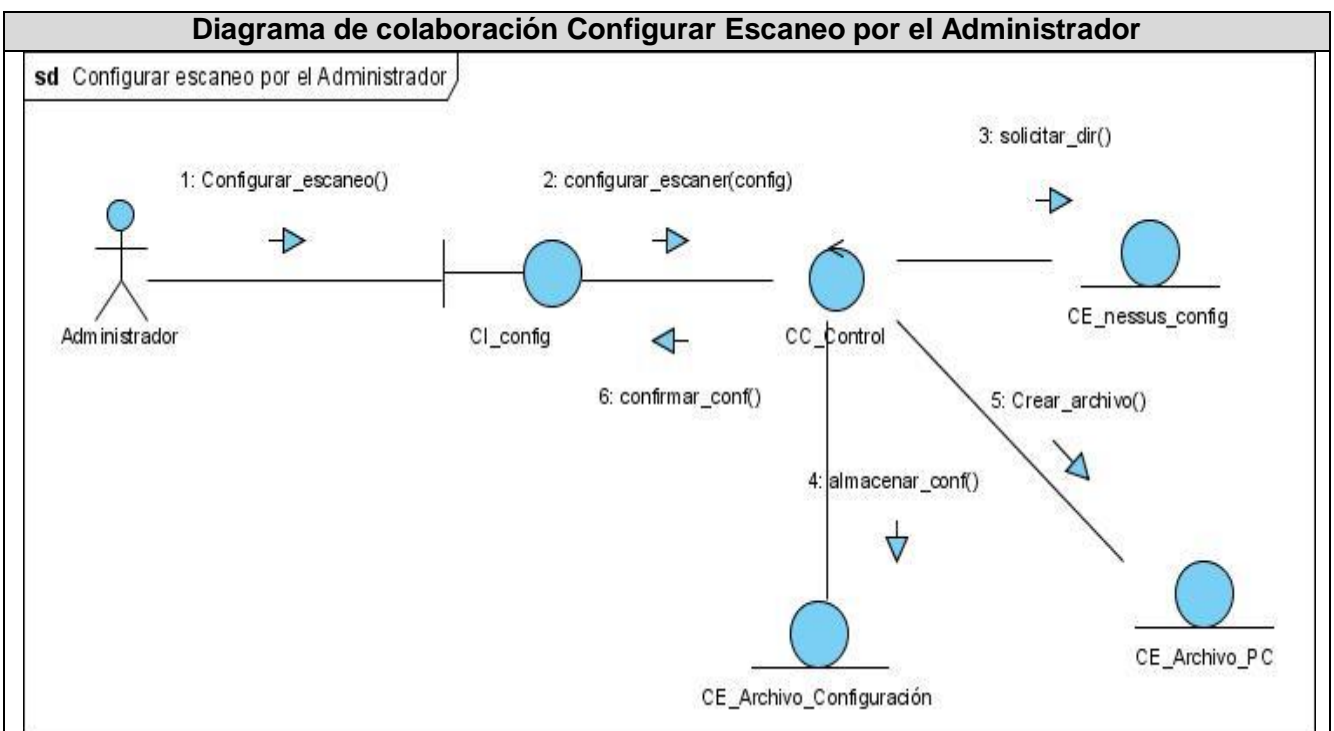 Diagrama de colaboración Configurar Escaneo por el Administrador
sd Configurar escaneo por el Administrador
3: solicitar_dir()
1: Configurar_escaneo()
2: configurar_escaner(config)
CE_nessus_config
Administrador
CI_config
CC_Control
6: confirmar_conf()
5: Crear_archivo()
4: almacenar_conf()
CE_Archivo_PC
CE_Archivo_Configuración